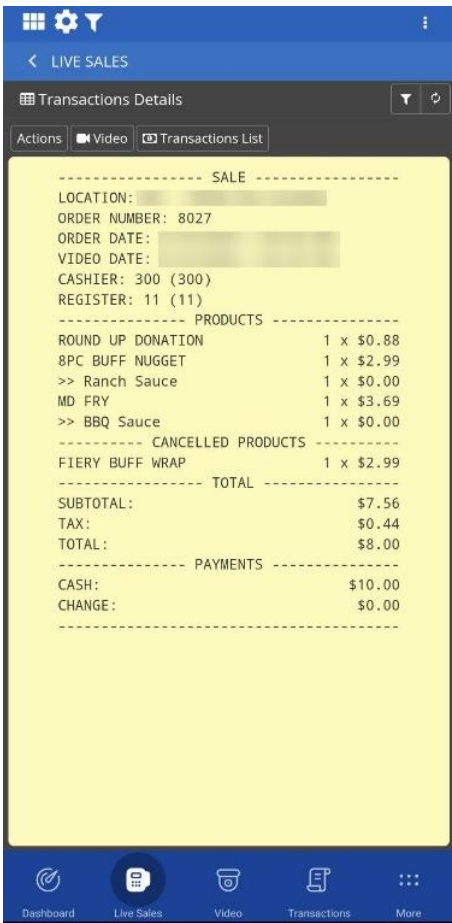 LIVE SALES
Transactions Details
Actions Video Transactions List
----------------- SALE -----------------
LOCATION:
ORDER NUMBER: 8027
ORDER DATE:
VIDEO DATE:
CASHIER: 300 (300)
REGISTER: 11 (11)
--------------- PRODUCTS ---------------
ROUND UP DONATION 1 x $0.88
8PC BUFF NUGGET 1 x $2.99
>> Ranch Sauce 1 x $0.00
MD FRY 1 x $3.69
>> BBQ Sauce 1 x $0.00
---------- CANCELLED PRODUCTS ----------
FIERY BUFF WRAP 1 x $2.99
----------------- TOTAL ----------------
SUBTOTAL: $7.56
TAX: $0.44
TOTAL: $8.00
--------------- PAYMENTS ---------------
CASH: $10.00
CHANGE: $0.00
----------------------------------------
Dashboard Live Sales Video Transactions More